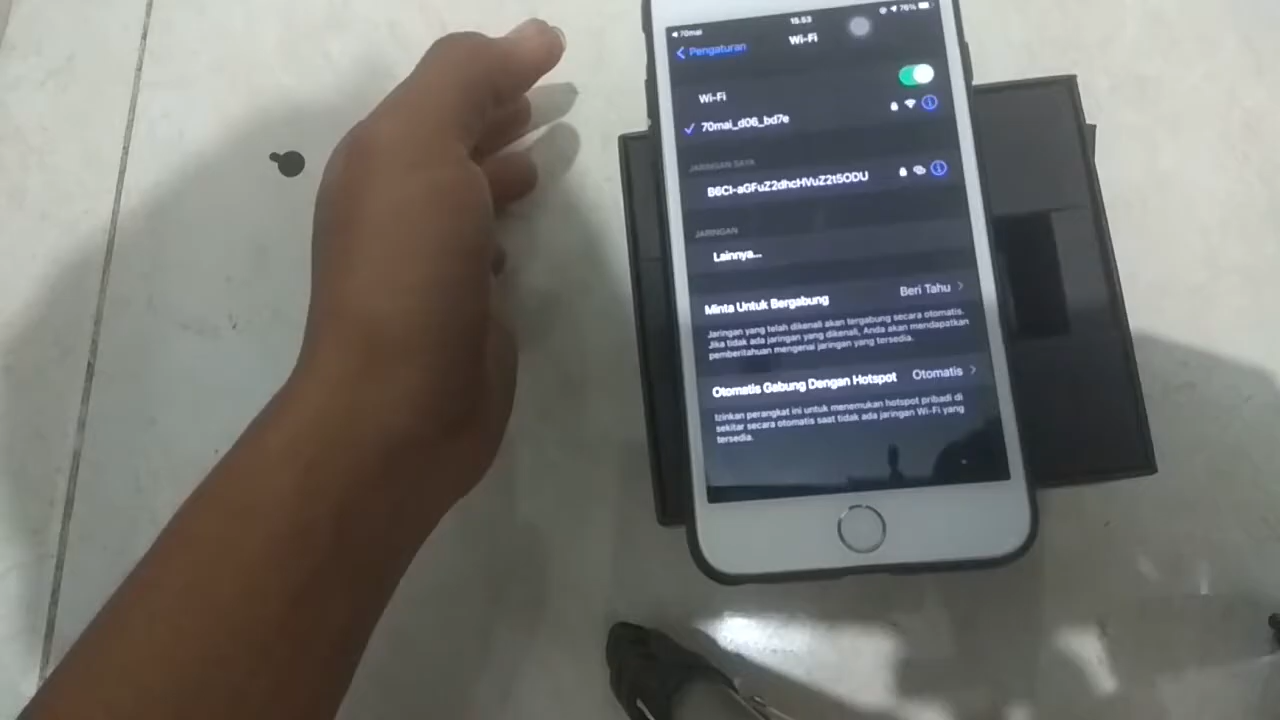 ◀ 70mai
15.53
76%
Pengaturan
Wi-Fi
Wi-Fi
70mai_d06_bd7e
JARINGAN SAYA
B6CI-aGFuZ2dhcHVuZ2t5ODU
JARINGAN
Lainnya...
Minta Untuk Bergabung Beri Tahu
Jaringan yang telah dikenali akan tergabung secara otomatis.
Jika tidak ada jaringan yang dikenal, Anda akan mendapatkan
pemberitahuan mengenai jaringan yang tersedia.
Otomatis Gabung Dengan Hotspot Otomatis
Izinkan perangkat ini untuk menemukan hotspot pribadi di
sekitar secara otomatis saat tidak ada jaringan Wi-Fi yang
tersedia.